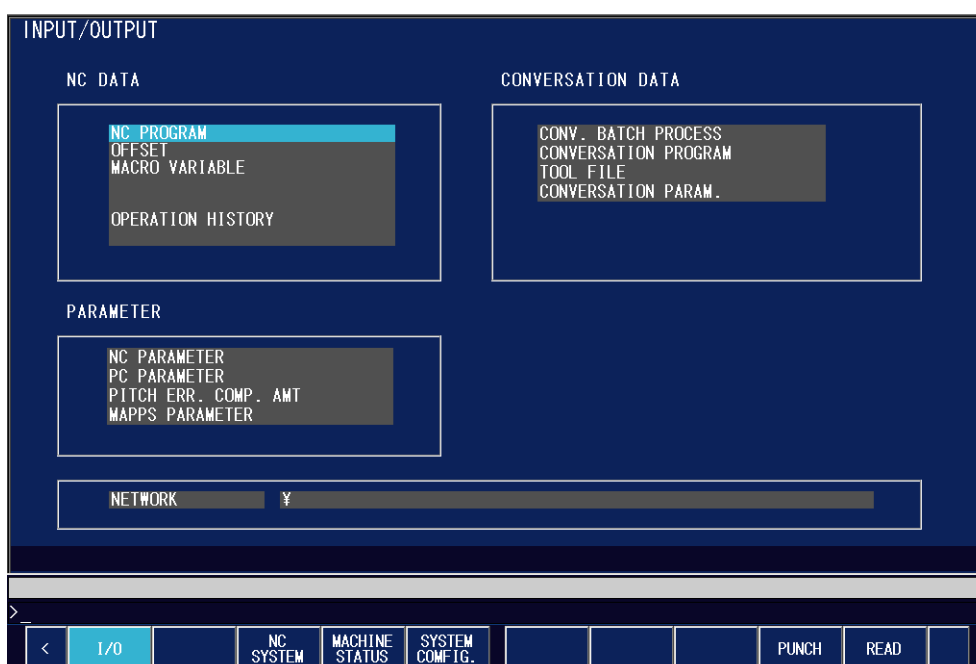 INPUT/OUTPUT
NC DATA
NC PROGRAM
OFFSET
MACRO VARIABLE
OPERATION HISTORY
CONVERSATION DATA
CONV. BATCH PROCESS
CONVERSATION PROGRAM
TOOL FILE
CONVERSATION PARAM.
PARAMETER
NC PARAMETER
PC PARAMETER
PITCH ERR. COMP. AMT
MAPPS PARAMETER
NETWORK ¥
>_
< I/O NC SYSTEM MACHINE STATUS SYSTEM COMFIG. PUNCH READ